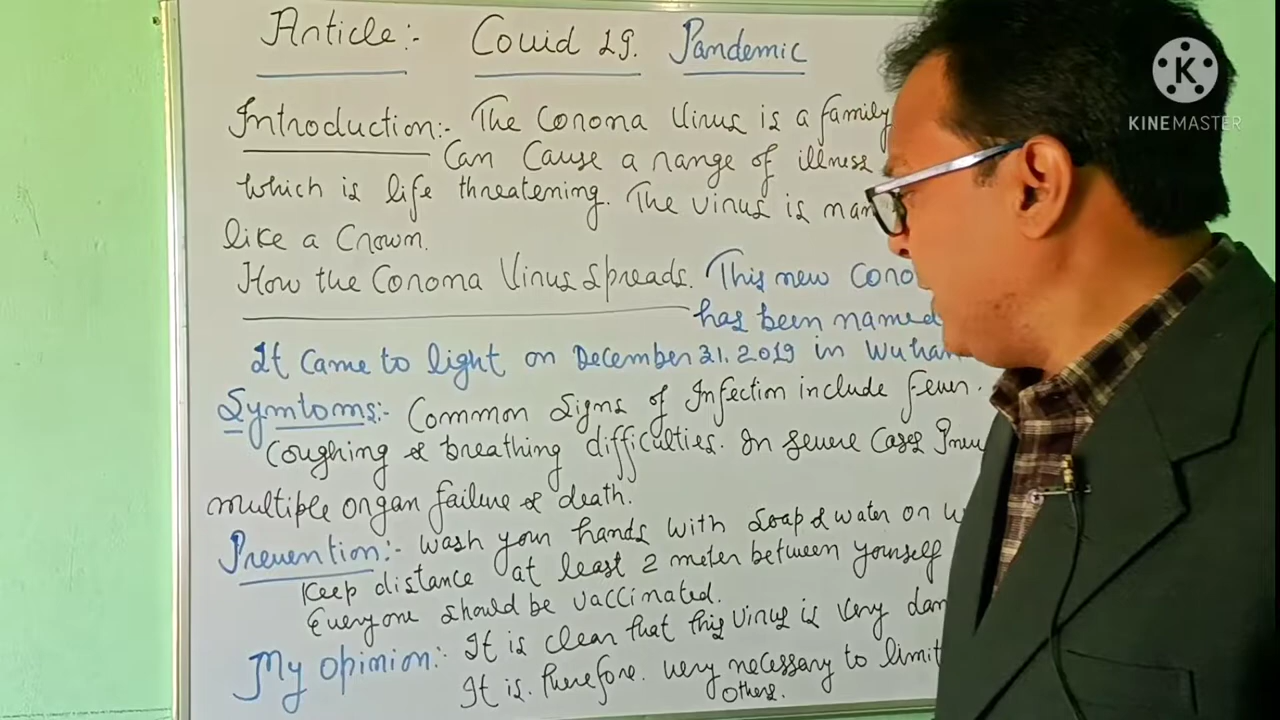 Article:- Covid 19. Pandemic
Introduction:- The Corona Virus is a family
Can Cause a range of illness
which is life threatening. The virus is
like a Crown.
How the Corona Virus spreads. This new
has been named
It Came to light on December 31. 2019 in
Symtoms:- Common Signs of Infection include fever.
Coughing & breathing difficulties. In severe Cases
multiple organ failure & death.
Prevention:- Wash your hands with soap & water or
Keep distance at least 2 meter between yourself
Everyone should be vaccinated.
My opinion:- It is clear that this virus is very
It is. therefore. very necessary to limit
others.
K
KINEMASTER